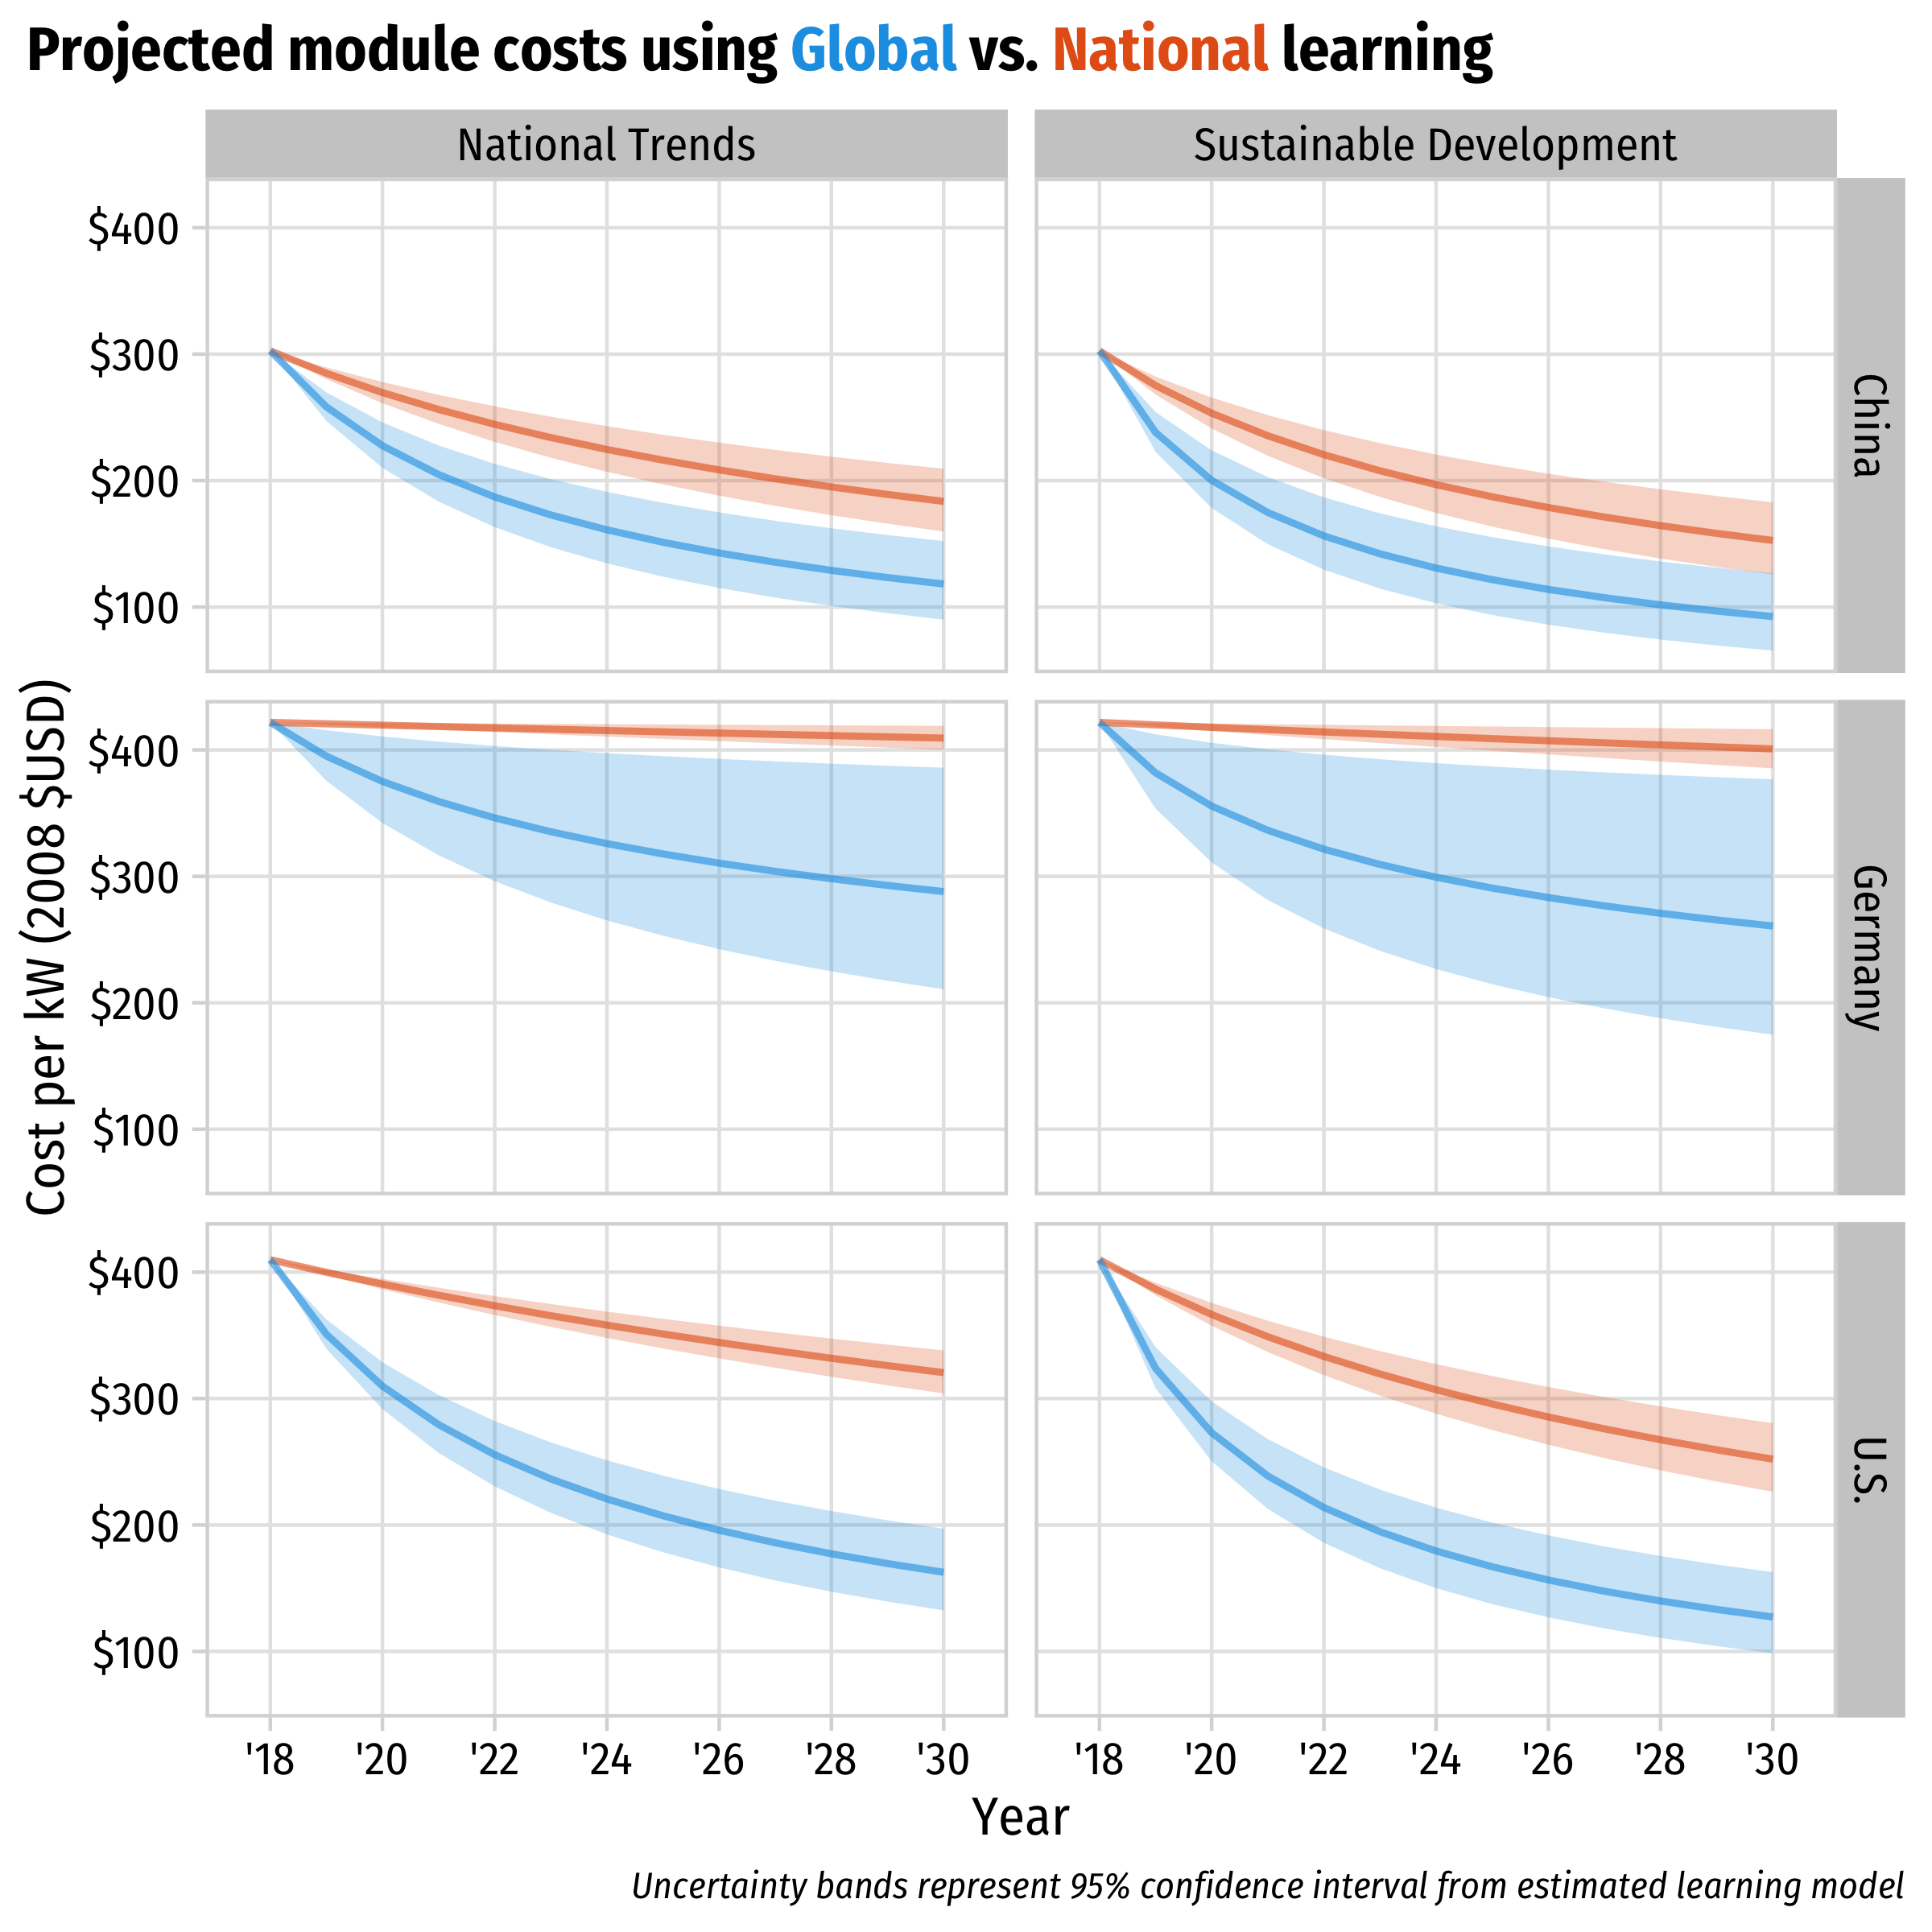 Projected module costs using Global vs. National learning
National Trends
Sustainable Development
$400
$300
$200
$100
China
Cost per kW (2008 $USD)
$400
$300
$200
$100
Germany
$400
$300
$200
$100
U.S.
'18 '20 '22 '24 '26 '28 '30
'18 '20 '22 '24 '26 '28 '30
Year
Uncertainty bands represent 95% confidence interval from estimated learning model